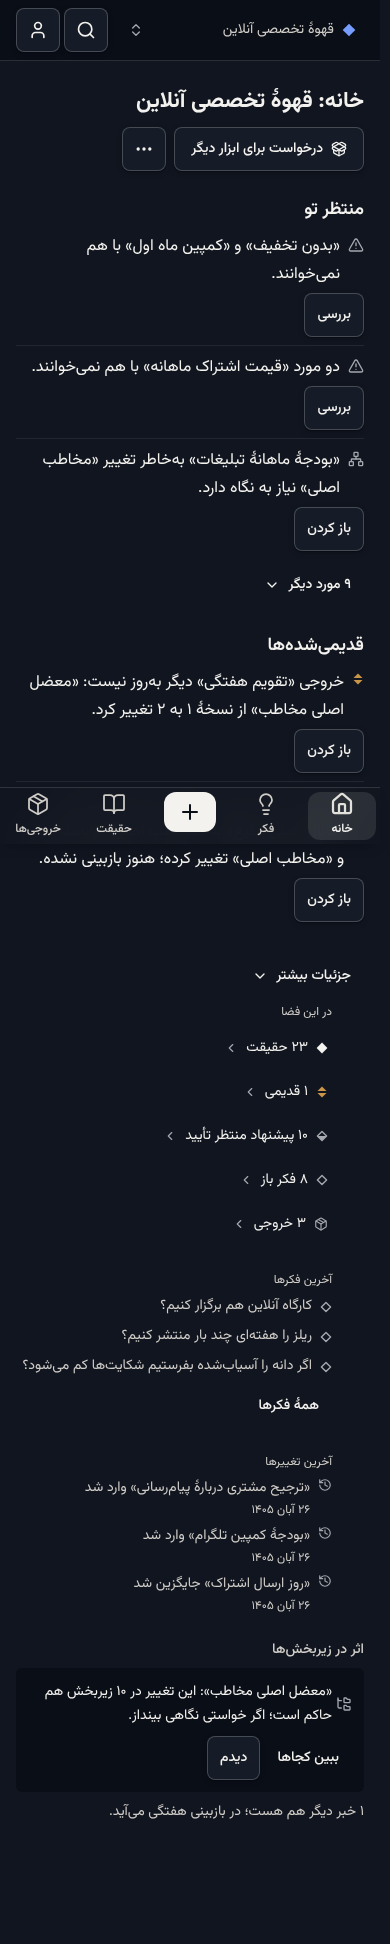 قهوهٔ تخصصی آنلاین
خانه: قهوهٔ تخصصی آنلاین
درخواست برای ابزار دیگر
منتظر تو
«بدون تخفیف» و «کمپین ماه اول» با هم
نمی‌خوانند.
بررسی
دو مورد «قیمت اشتراک ماهانه» با هم نمی‌خوانند.
بررسی
«بودجهٔ ماهانهٔ تبلیغات» به‌خاطر تغییر «مخاطب
اصلی» نیاز به نگاه دارد.
باز کردن
۹ مورد دیگر
قدیمی‌شده‌ها
خروجی «تقویم هفتگی» دیگر به‌روز نیست: «معضل
اصلی مخاطب» از نسخهٔ ۱ به ۲ تغییر کرد.
باز کردن
خانه
فکر
حقیقت
خروجی‌ها
و «مخاطب اصلی» تغییر کرده؛ هنوز بازبینی نشده.
باز کردن
جزئیات بیشتر
در این فضا
۲۳ حقیقت
۱ قدیمی
۱۰ پیشنهاد منتظر تأیید
۸ فکر باز
۳ خروجی
آخرین فکرها
کارگاه آنلاین هم برگزار کنیم؟
ریلز را هفته‌ای چند بار منتشر کنیم؟
اگر دانه را آسیاب‌شده بفرستیم شکایت‌ها کم می‌شود؟
همهٔ فکرها
آخرین تغییرها
«ترجیح مشتری دربارهٔ پیام‌رسانی» وارد شد
۲۶ آبان ۱۴۰۵
«بودجهٔ کمپین تلگرام» وارد شد
۲۶ آبان ۱۴۰۵
«روز ارسال اشتراک» جایگزین شد
۲۶ آبان ۱۴۰۵
اثر در زیربخش‌ها
«معضل اصلی مخاطب»: این تغییر در ۱۰ زیربخش هم
حاکم است؛ اگر خواستی نگاهی بینداز.
ببین کجاها
دیدم
۱ خبر دیگر هم هست؛ در بازبینی هفتگی می‌آید.